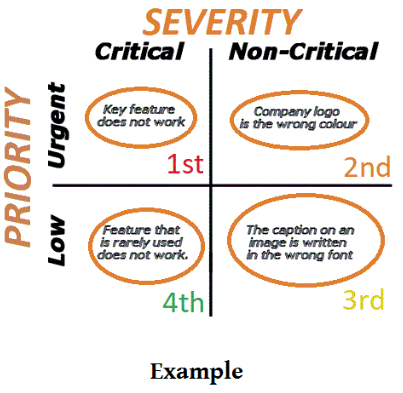 SEVERITY
Critical
Non-Critical
PRIORITY
Urgent
Key feature
does not work
1st
Company logo
is the wrong colour
2nd
Low
Feature that
is rarely used
does not work.
4th
The caption on an
image is written
in the wrong font
3rd
Example